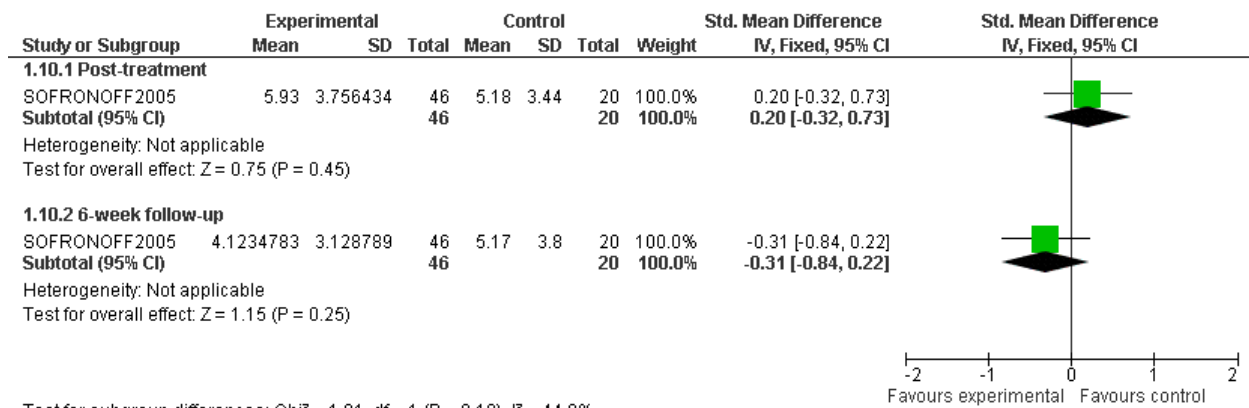 Experimental Control Std. Mean Difference Std. Mean Difference
Study or Subgroup Mean SD Total Mean SD Total Weight IV, Fixed, 95% CI IV, Fixed, 95% CI
1.10.1 Post-treatment
SOFRONOFF2005 5.93 3.756434 46 5.18 3.44 20 100.0% 0.20 [-0.32, 0.73]
Subtotal (95% CI) 46 20 100.0% 0.20 [-0.32, 0.73]
Heterogeneity: Not applicable
Test for overall effect: Z = 0.75 (P = 0.45)
1.10.2 6-week follow-up
SOFRONOFF2005 4.1234783 3.128789 46 5.17 3.8 20 100.0% -0.31 [-0.84, 0.22]
Subtotal (95% CI) 46 20 100.0% -0.31 [-0.84, 0.22]
Heterogeneity: Not applicable
Test for overall effect: Z = 1.15 (P = 0.25)
-2 -1 0 1 2
Favours experimental Favours control
Test for subgroup differences: